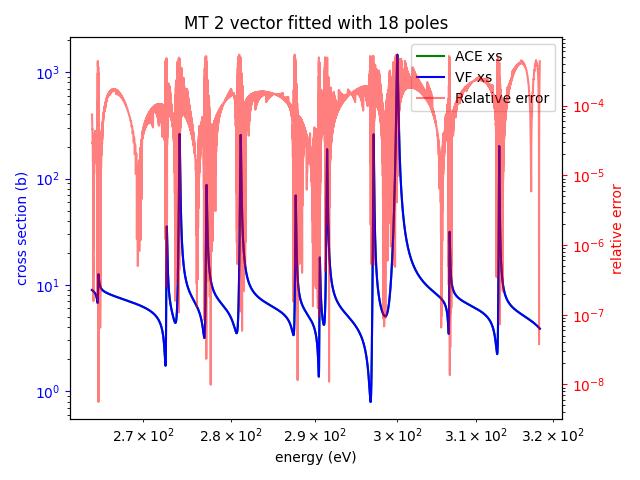 MT 2 vector fitted with 18 poles
ACE xs
VF xs
Relative error
cross section (b)
10³
10²
10¹
10⁰
relative error
10⁻⁴
10⁻⁵
10⁻⁶
10⁻⁷
10⁻⁸
2.7 × 10² 2.8 × 10² 2.9 × 10² 3 × 10² 3.1 × 10² 3.2 × 10²
energy (eV)